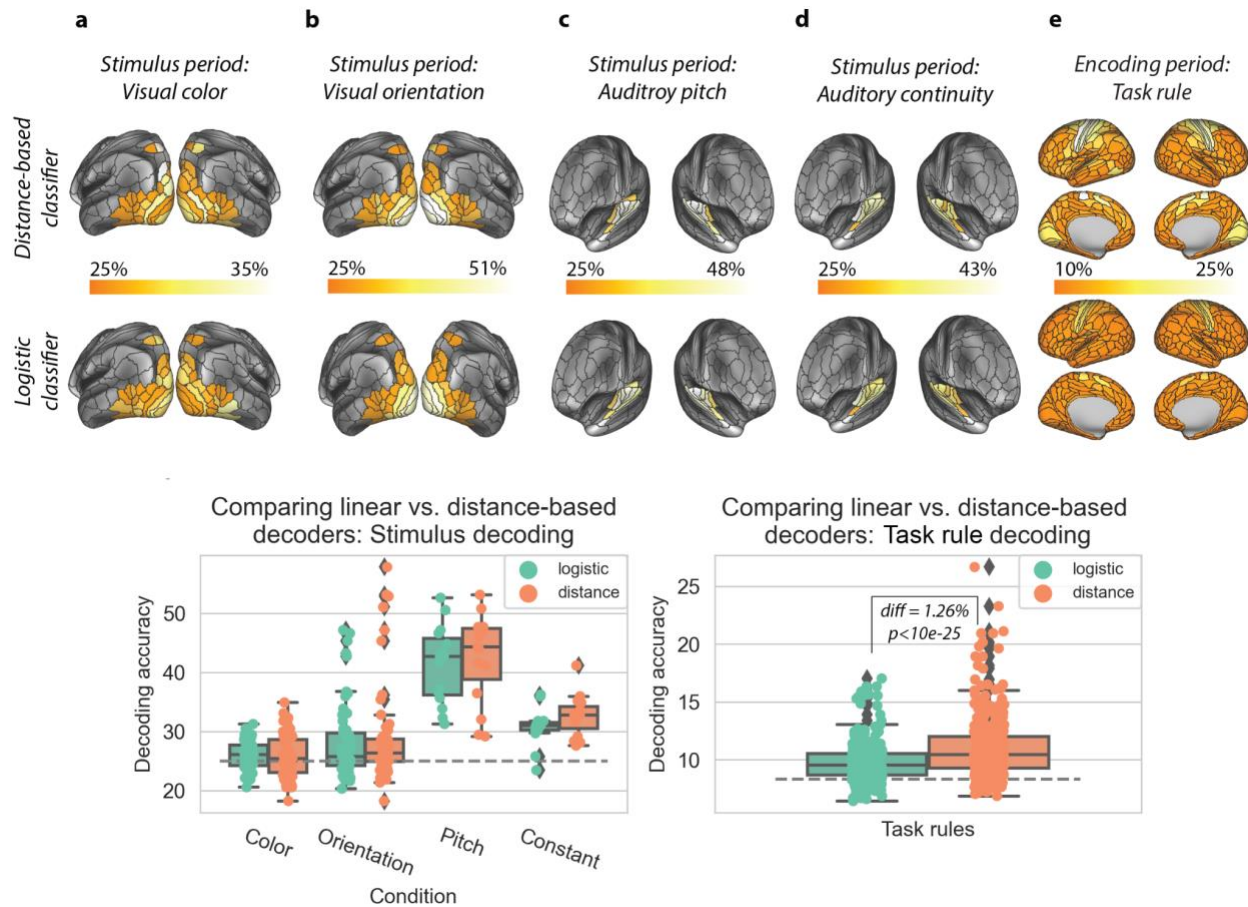 a
b
c
d
e
Stimulus period:
Visual color
Stimulus period:
Visual orientation
Stimulus period:
Auditroy pitch
Stimulus period:
Auditory continuity
Encoding period:
Task rule
Distance-based
classifier
25% 35%
25% 51%
25% 48%
25% 43%
10% 25%
Logistic
classifier
Comparing linear vs. distance-based
decoders: Stimulus decoding
logistic
distance
Decoding accuracy
50
40
30
20
Color
Orientation
Pitch
Constant
Condition
Comparing linear vs. distance-based
decoders: Task rule decoding
logistic
distance
diff = 1.26%
p<10e-25
Decoding accuracy
25
20
15
10
Task rules